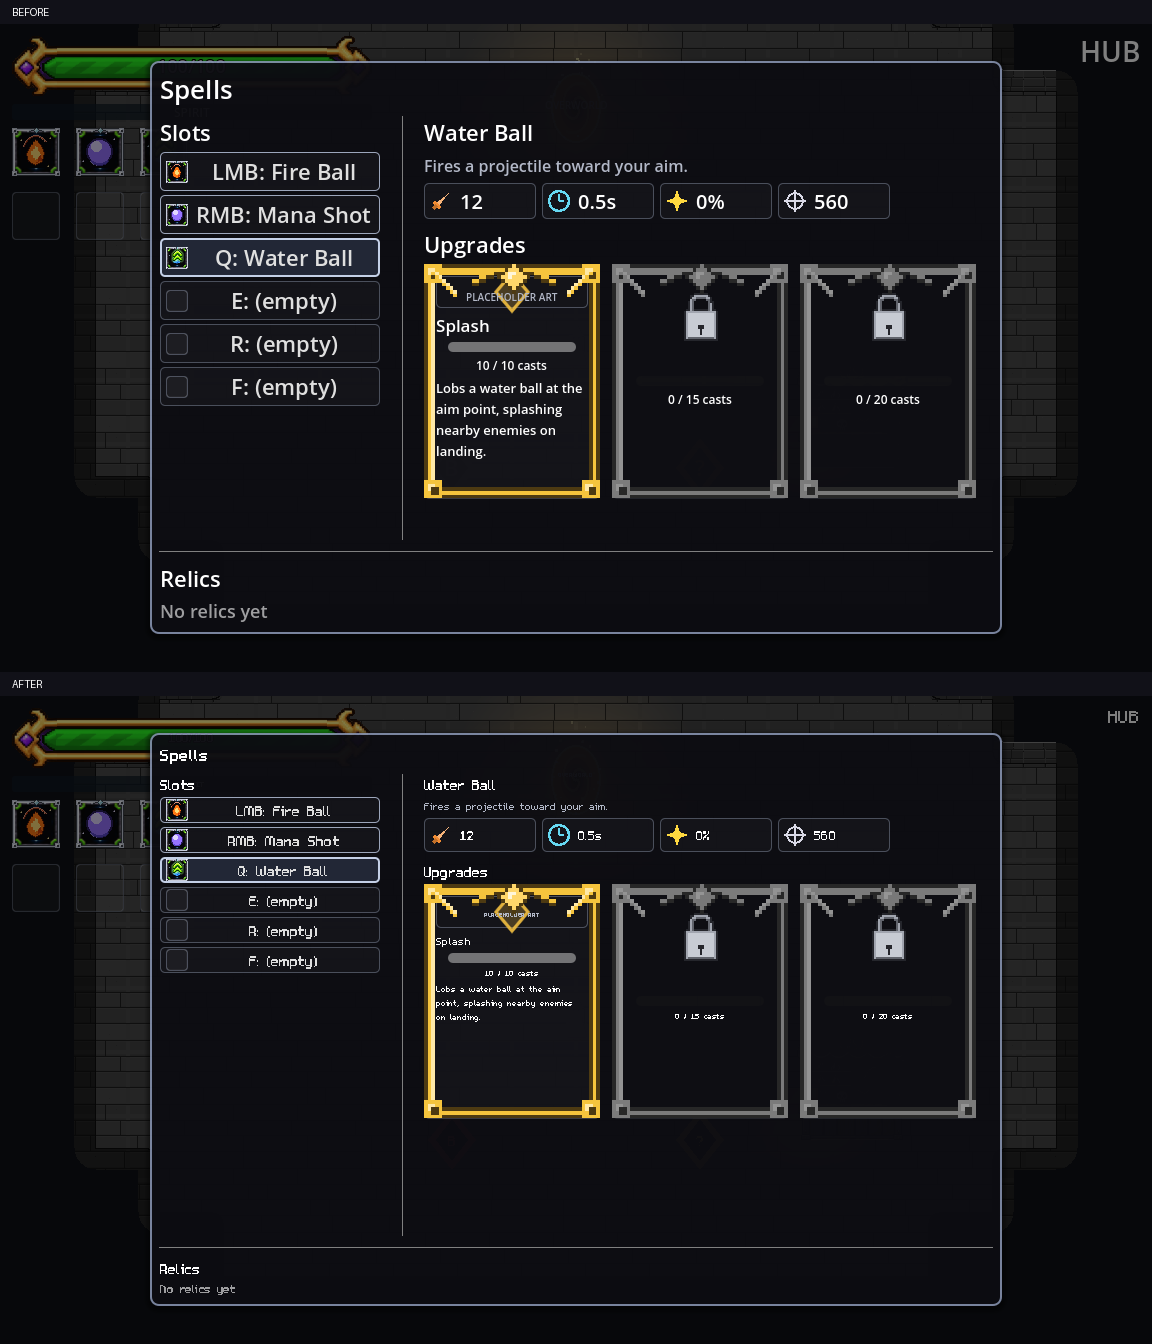 BEFORE
HUB
Spells
Slots
LMB: Fire Ball
RMB: Mana Shot
Q: Water Ball
E: (empty)
R: (empty)
F: (empty)
Water Ball
Fires a projectile toward your aim.
12
0.5s
0%
560
Upgrades
PLACEHOLDER ART
Splash
10 / 10 casts
Lobs a water ball at the
aim point, splashing
nearby enemies on
landing.
0 / 15 casts
0 / 20 casts
Relics
No relics yet
AFTER
HUB
Spells
Slots
LMB: Fire Ball
RMB: Mana Shot
Q: Water Ball
E: (empty)
R: (empty)
F: (empty)
Water Ball
Fires a projectile toward your aim.
12
0.5s
0%
560
Upgrades
PLACEHOLDER ART
Splash
10 / 10 casts
Lobs a water ball at the aim
point, splashing nearby enemies
on landing.
0 / 15 casts
0 / 20 casts
Relics
No relics yet